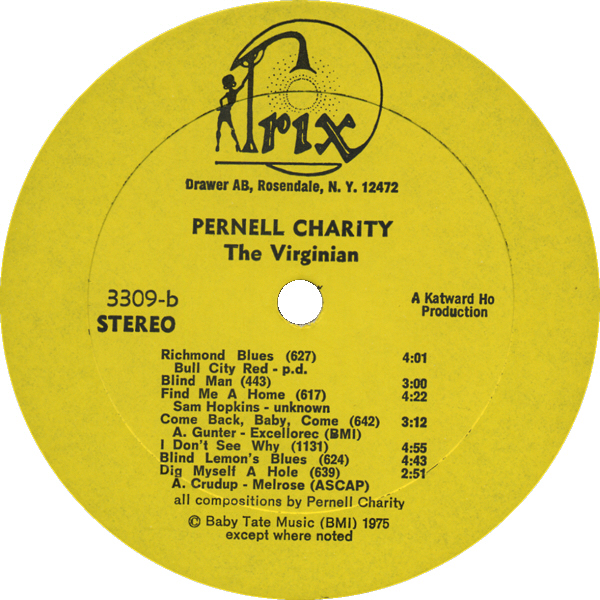 Trix
Drawer AB, Rosendale, N. Y. 12472
PERNELL CHARITY
The Virginian
3309-b
STEREO
A Katward Ho
Production
Richmond Blues (627) 4:01
Bull City Red - p.d.
Blind Man (443) 3:00
Find Me A Home (617) 4:22
Sam Hopkins - unknown
Come Back, Baby, Come (642) 3:12
A. Gunter - Excellorec (BMI)
I Don't See Why (1131) 4:55
Blind Lemon's Blues (624) 4:43
Dig Myself A Hole (639) 2:51
A. Crudup - Melrose (ASCAP)
all compositions by Pernell Charity
© Baby Tate Music (BMI) 1975
except where noted